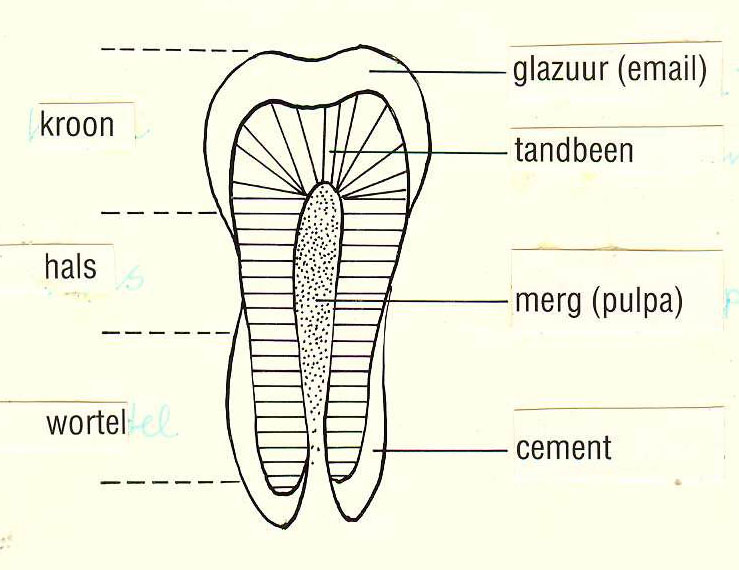 glazuur (email)
kroon
tandbeen
hals
merg (pulpa)
wortel
cement